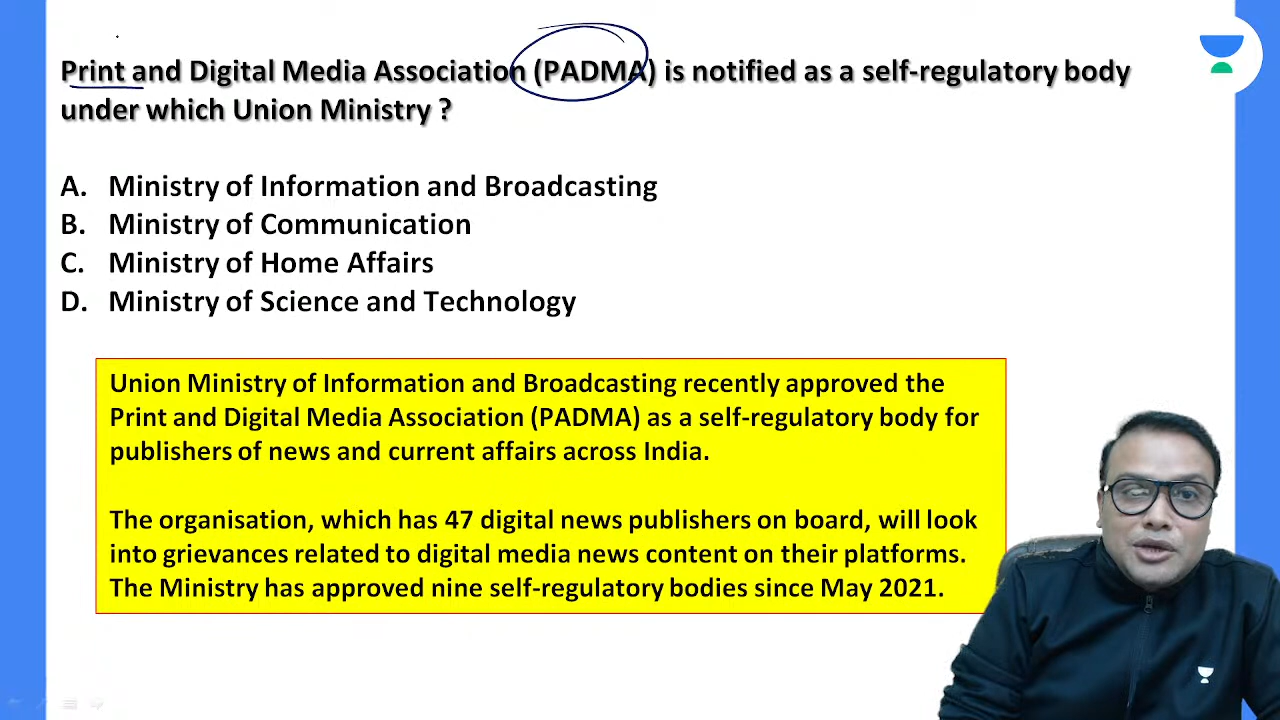 Print and Digital Media Association (PADMA) is notified as a self-regulatory body
under which Union Ministry ?
A. Ministry of Information and Broadcasting
B. Ministry of Communication
C. Ministry of Home Affairs
D. Ministry of Science and Technology
Union Ministry of Information and Broadcasting recently approved the
Print and Digital Media Association (PADMA) as a self-regulatory body for
publishers of news and current affairs across India.
The organisation, which has 47 digital news publishers on board, will look
into grievances related to digital media news content on their platforms.
The Ministry has approved nine self-regulatory bodies since May 2021.